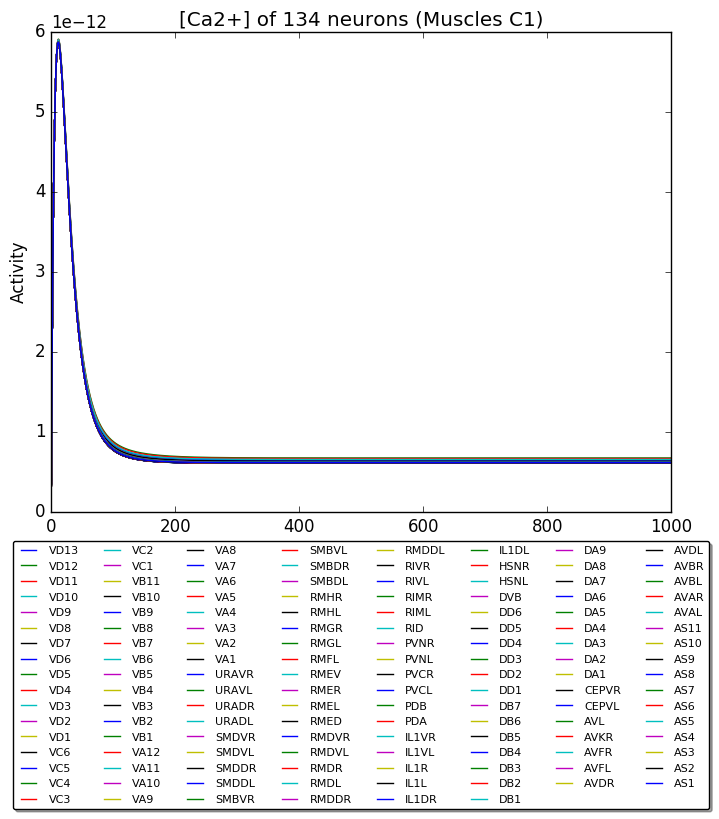 [Ca2+] of 134 neurons (Muscles C1)
1e−12
6
5
4
3
2
1
0
Activity
0 200 400 600 800 1000
VD13 VC2 VA8 SMBVL RMDDL IL1DL DA9 AVDL
VD12 VC1 VA7 SMBDR RIVR HSNR DA8 AVBR
VD11 VB11 VA6 SMBDL RIVL HSNL DA7 AVBL
VD10 VB10 VA5 RMHR RIMR DVB DA6 AVAR
VD9 VB9 VA4 RMHL RIML DD6 DA5 AVAL
VD8 VB8 VA3 RMGR RID DD5 DA4 AS11
VD7 VB7 VA2 RMGL PVNR DD4 DA3 AS10
VD6 VB6 VA1 RMFL PVNL DD3 DA2 AS9
VD5 VB5 URAVR RMEV PVCR DD2 DA1 AS8
VD4 VB4 URAVL RMER PVCL DD1 CEPVR AS7
VD3 VB3 URADR RMEL PDB DB7 CEPVL AS6
VD2 VB2 URADL RMED PDA DB6 AVL AS5
VD1 VB1 SMDVR RMDVR IL1VR DB5 AVKR AS4
VC6 VA12 SMDVL RMDVL IL1VL DB4 AVFR AS3
VC5 VA11 SMDDR RMDR IL1R DB3 AVFL AS2
VC4 VA10 SMDDL RMDL IL1L DB2 AVDR AS1
VC3 VA9 SMBVR RMDDR IL1DR DB1